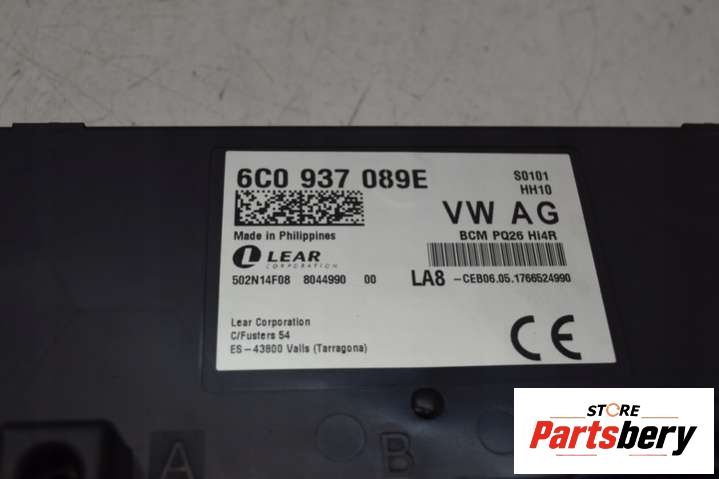 6C0 937 089E
S0101
HH10
VW AG
Made in Philippines
BCM PQ26 Hi4R
LEAR
CORPORATION
502N14F08 8044990 00
LA8 -CEB06.05.1766524990
Lear Corporation
C/Fusters 54
ES-43800 Valls (Tarragona)
CE
A
B
STORE
Partsbery